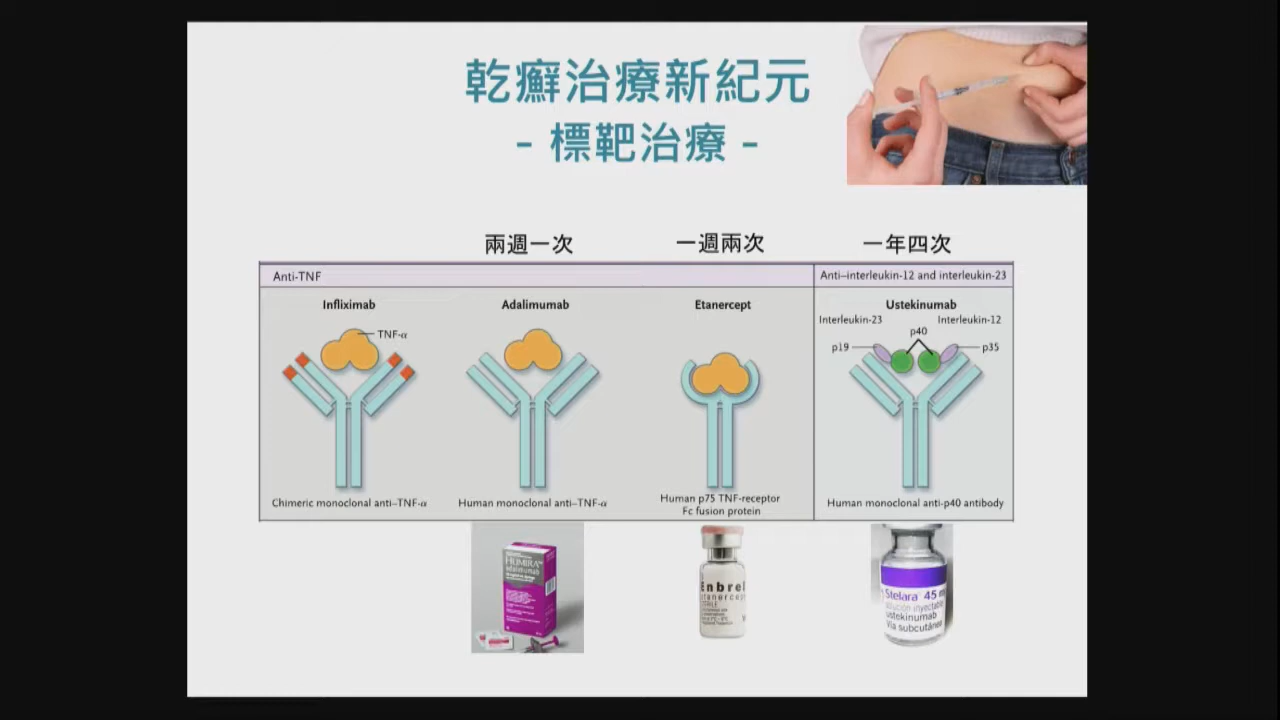 乾癬治療新紀元
- 標靶治療 -
兩週一次
一週兩次
一年四次
Anti-TNF
Anti–interleukin-12 and interleukin-23
Infliximab
Adalimumab
Etanercept
Ustekinumab
TNF-α
Interleukin-23
Interleukin-12
p40
p19
p35
Chimeric monoclonal anti–TNF-α
Human monoclonal anti–TNF-α
Human p75 TNF-receptor
Fc fusion protein
Human monoclonal anti-p40 antibody
HUMIRA
adalimumab
Enbrel
etanercept
Stelara 45 m
solución inyectable
ustekinumab
Vía subcutánea